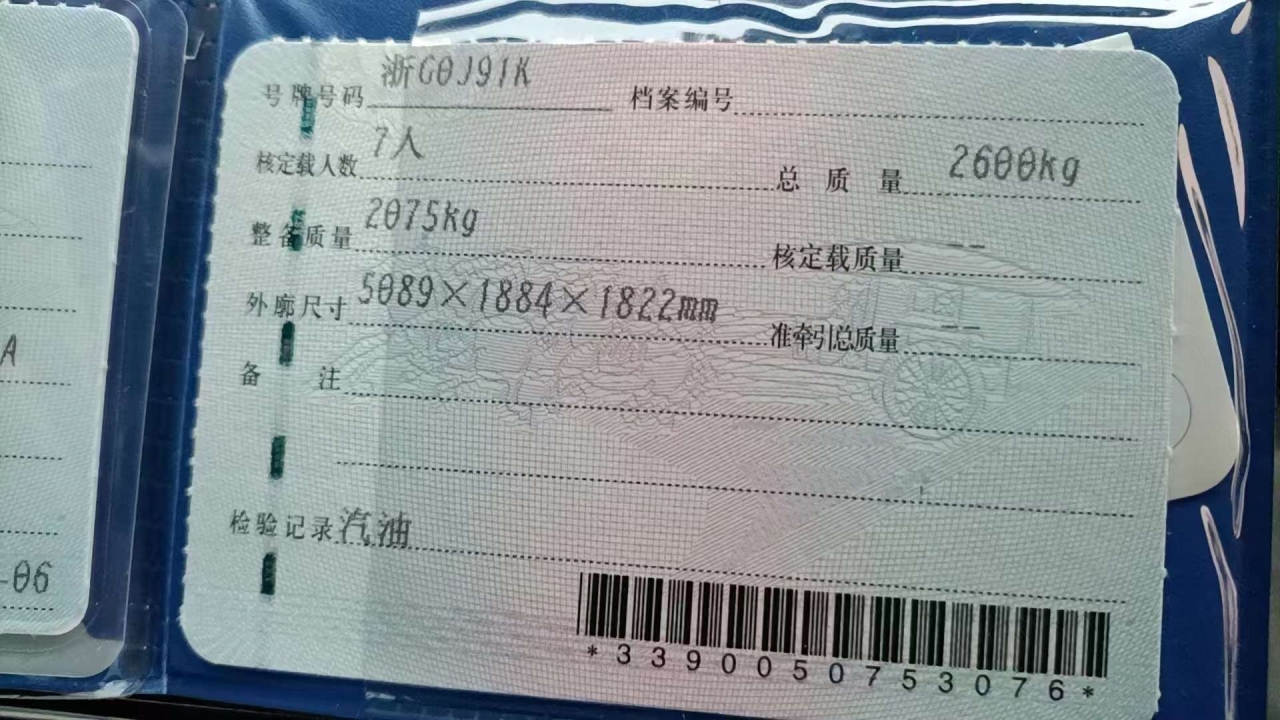 号牌号码 浙G0J91K 档案编号
核定载人数 7人 总质量 2600kg
整备质量 2075kg 核定载质量 --
外廓尺寸 5089×1884×1822mm 准牵引总质量 --
备注
检验记录 汽油
*3390050753076*
A
-06